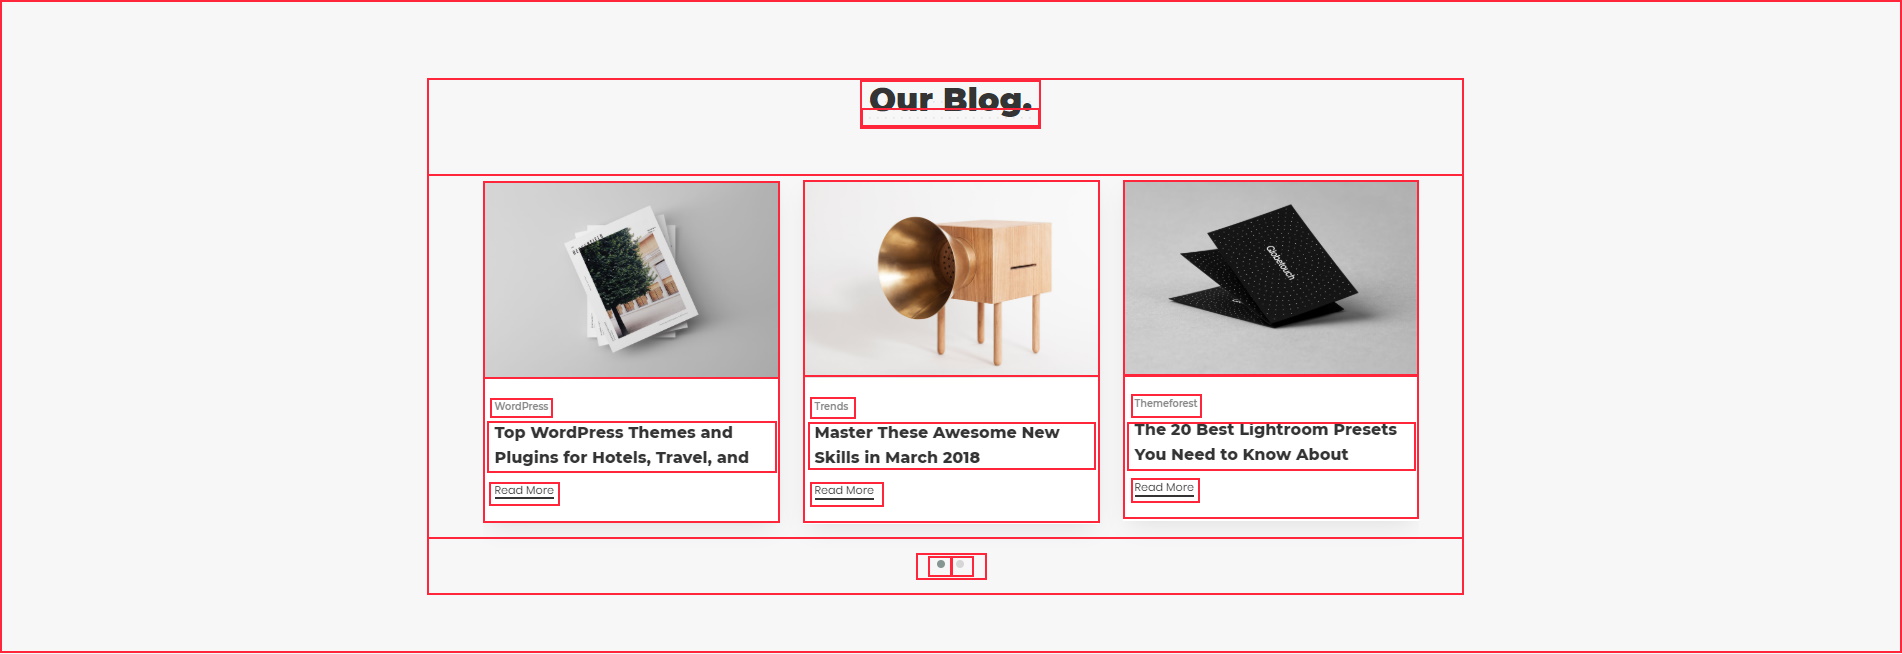 Our Blog.
Globetouch
WordPress
Top WordPress Themes and
Plugins for Hotels, Travel, and
Read More
Trends
Master These Awesome New
Skills in March 2018
Read More
Themeforest
The 20 Best Lightroom Presets
You Need to Know About
Read More